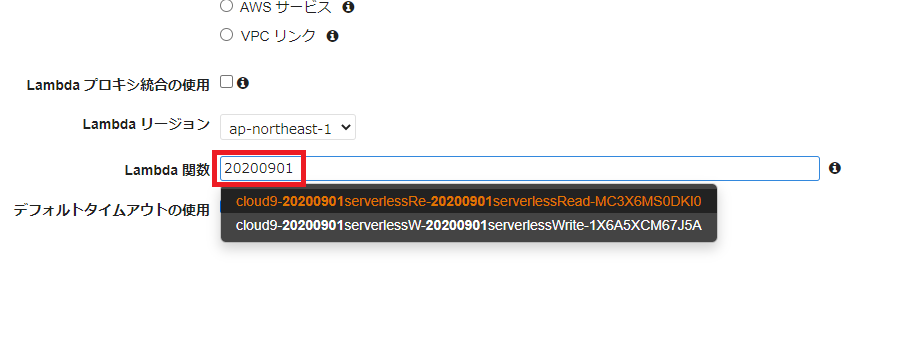 AWS サービス
VPC リンク
Lambda プロキシ統合の使用
Lambda リージョン ap-northeast-1
Lambda 関数 20200901
cloud9-20200901serverlessRe-20200901serverlessRead-MC3X6MS0DKI0
デフォルトタイムアウトの使用
cloud9-20200901serverlessW-20200901serverlessWrite-1X6A5XCM67J5A